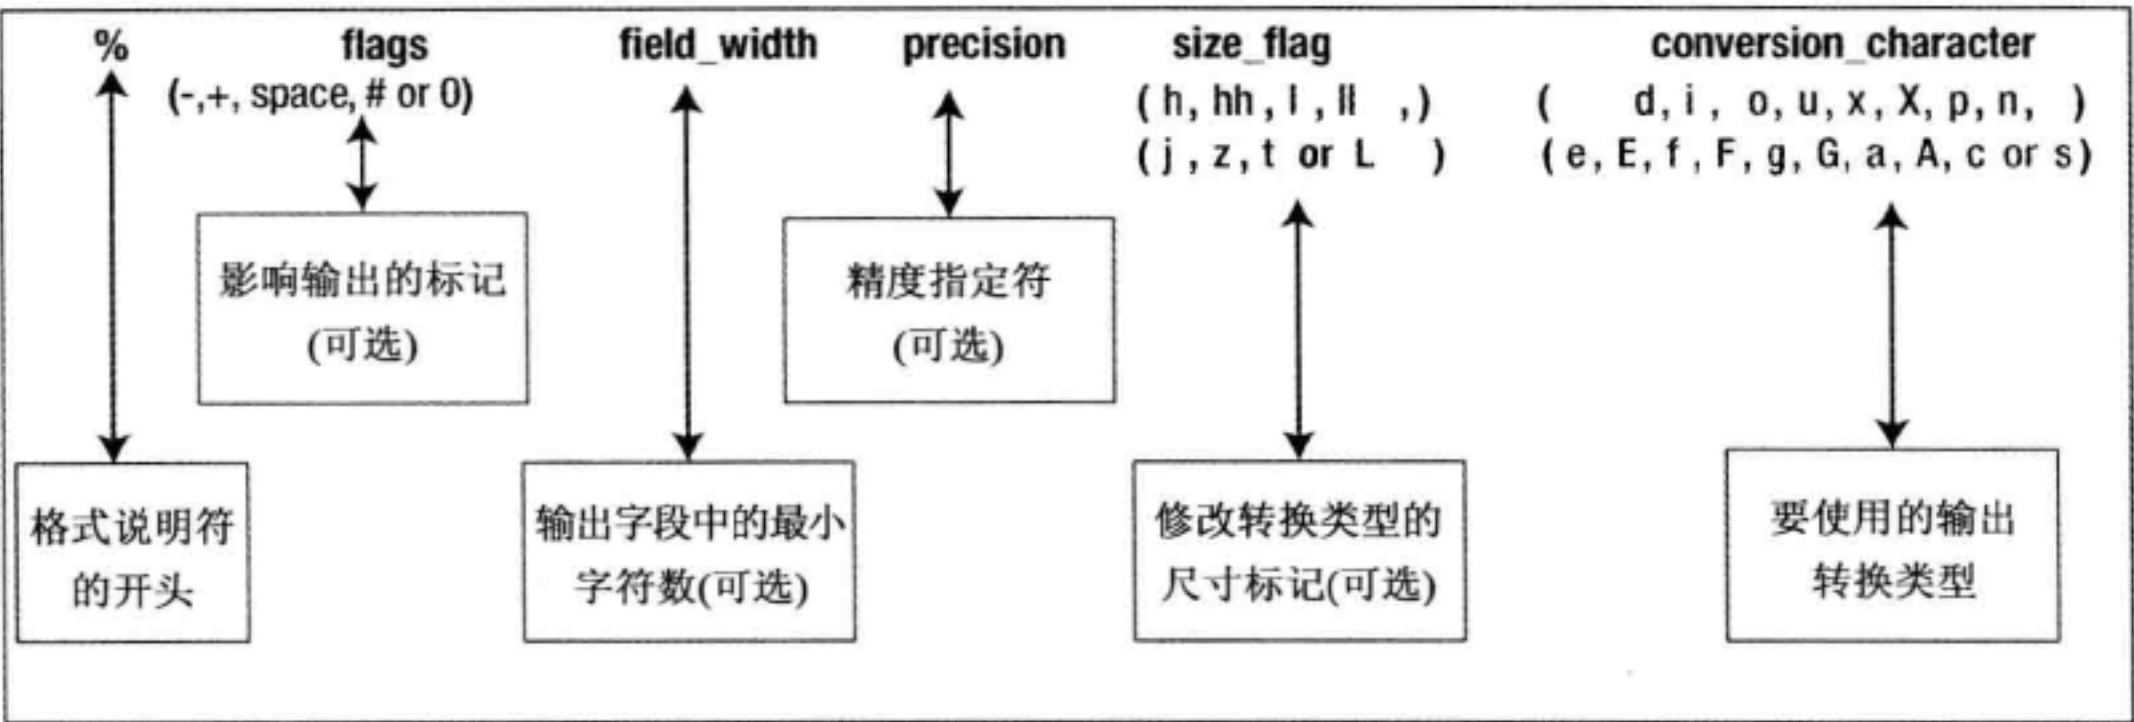 % flags field_width precision size_flag conversion_character
(-,+, space, # or 0)
( h, hh , l , ll , )
( d, i , o, u, x, X, p, n, )
( j , z, t or L )
( e, E, f , F, g, G, a, A, c or s)
影响输出的标记
(可选)
精度指定符
(可选)
格式说明符
的开头
输出字段中的最小
字符数(可选)
修改转换类型的
尺寸标记(可选)
要使用的输出
转换类型